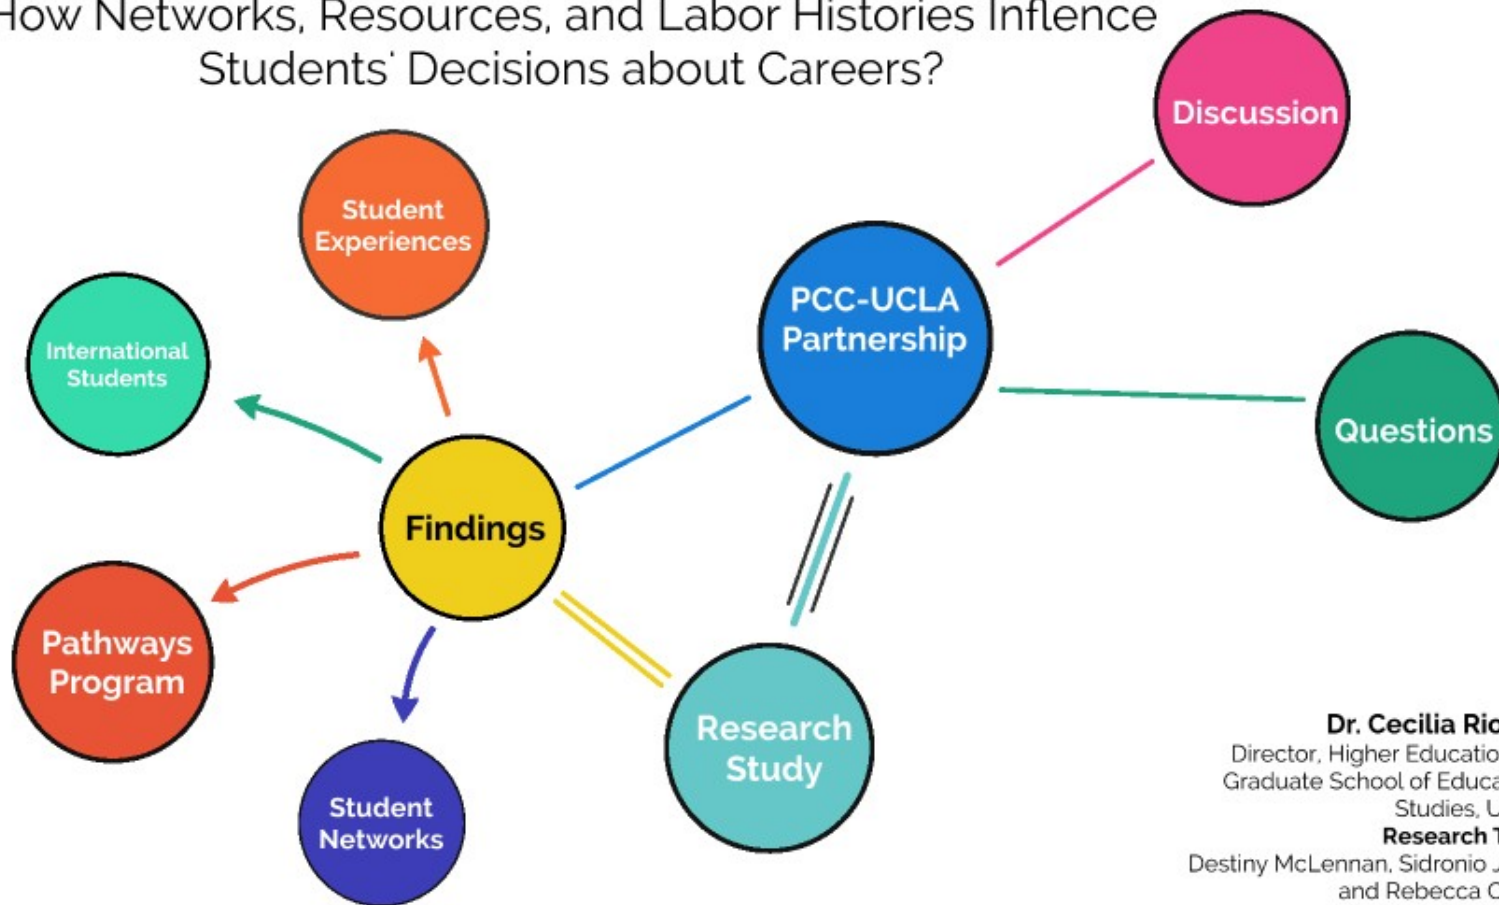 How Networks, Resources, and Labor Histories Inflence
Students' Decisions about Careers?
Discussion
Student
Experiences
PCC-UCLA
Partnership
International
Students
Questions
Findings
Pathways
Program
Research
Study
Student
Networks
Dr. Cecilia
Director, Higher
Graduate School of
Studies,
Research
Destiny McLennan, Sidronio
and Rebecca